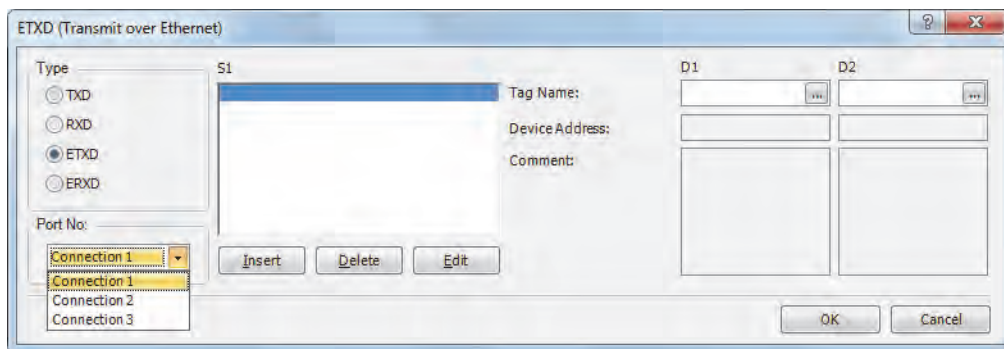 ETXD (Transmit over Ethernet)
Type
TXD
RXD
ETXD
ERXD
Port No:
Connection 1
Connection 1
Connection 2
Connection 3
S1
Insert Delete Edit
Tag Name:
Device Address:
Comment:
D1 D2
... ...
OK Cancel